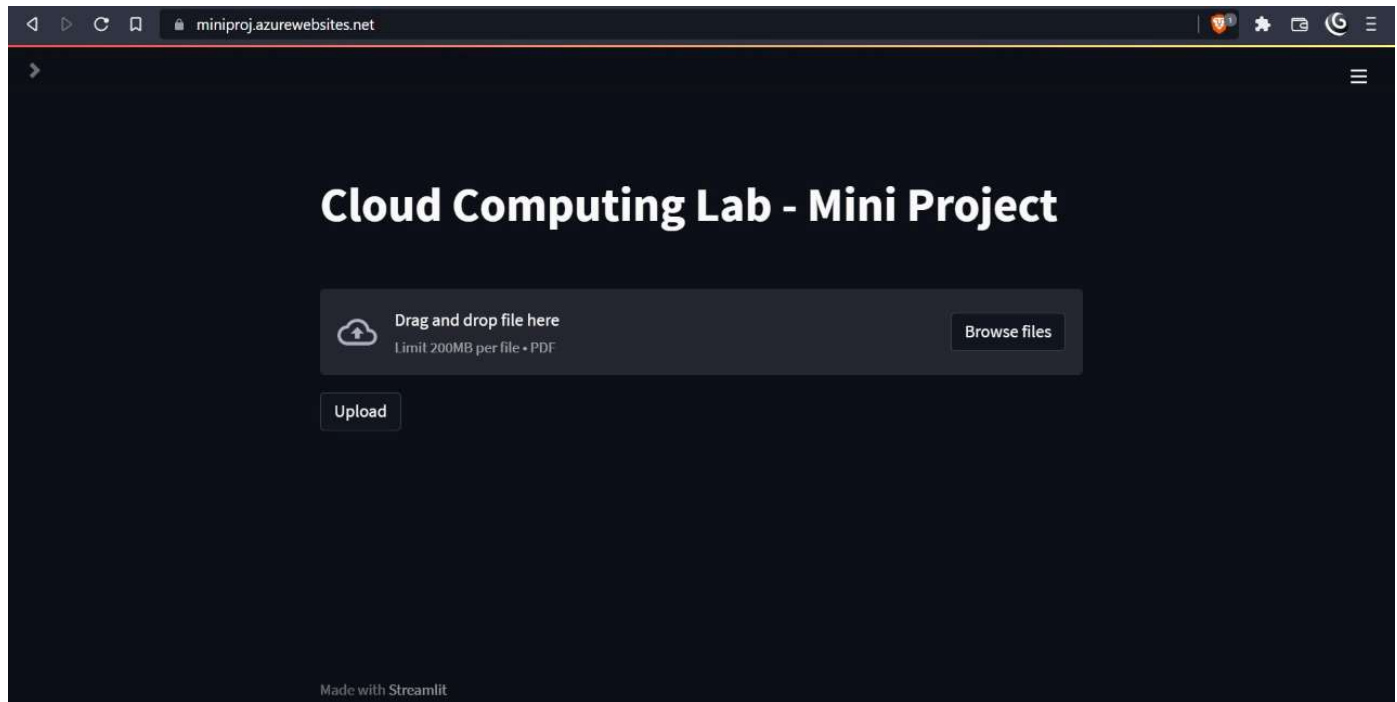 miniproj.azurewebsites.net
1
Cloud Computing Lab - Mini Project
Drag and drop file here
Limit 200MB per file • PDF
Browse files
Upload
Made with Streamlit